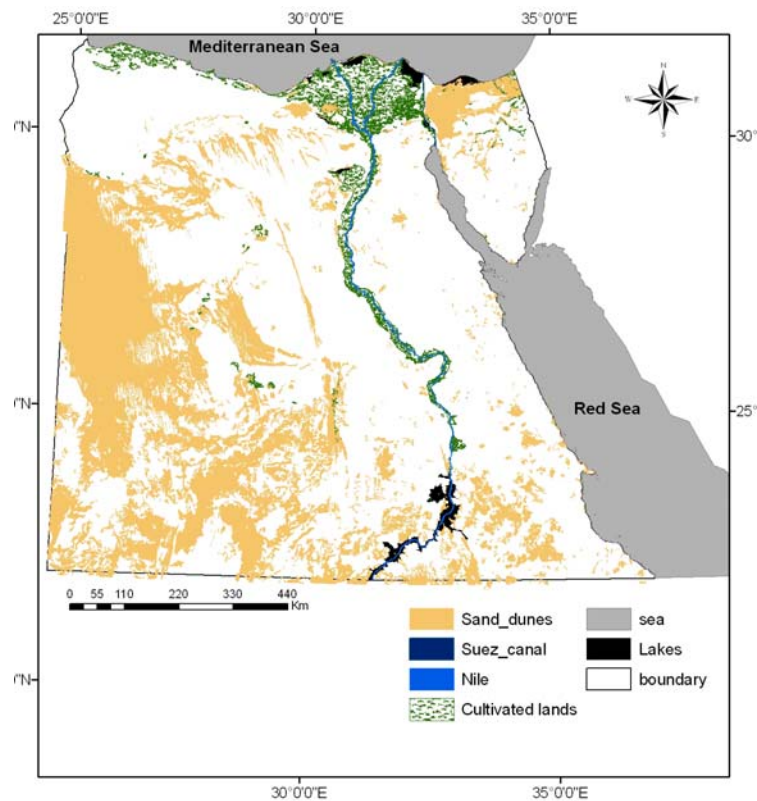 25°0'0"E 30°0'0"E 35°0'0"E
Mediterranean Sea
N
W E
S
°N 30°
Red Sea
°N 25°
0 55 110 220 330 440
Km
Sand_dunes sea
Suez_canal Lakes
Nile boundary
Cultivated lands
°N
30°0'0"E 35°0'0"E